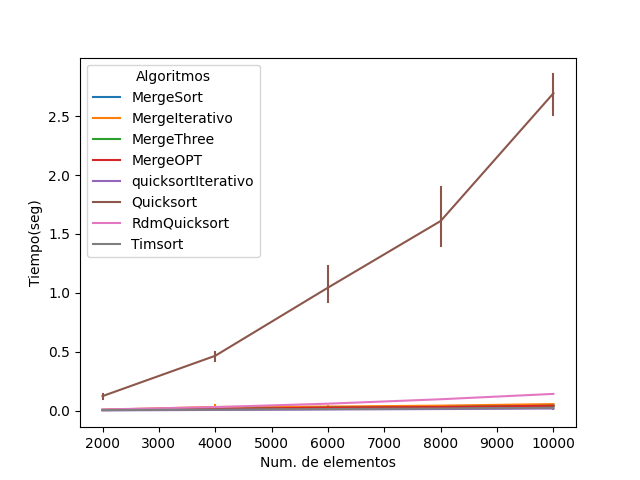 Algoritmos
MergeSort
MergeIterativo
MergeThree
MergeOPT
quicksortIterativo
Quicksort
RdmQuicksort
Timsort
Tiempo(seg)
2.5
2.0
1.5
1.0
0.5
0.0
2000 3000 4000 5000 6000 7000 8000 9000 10000
Num. de elementos